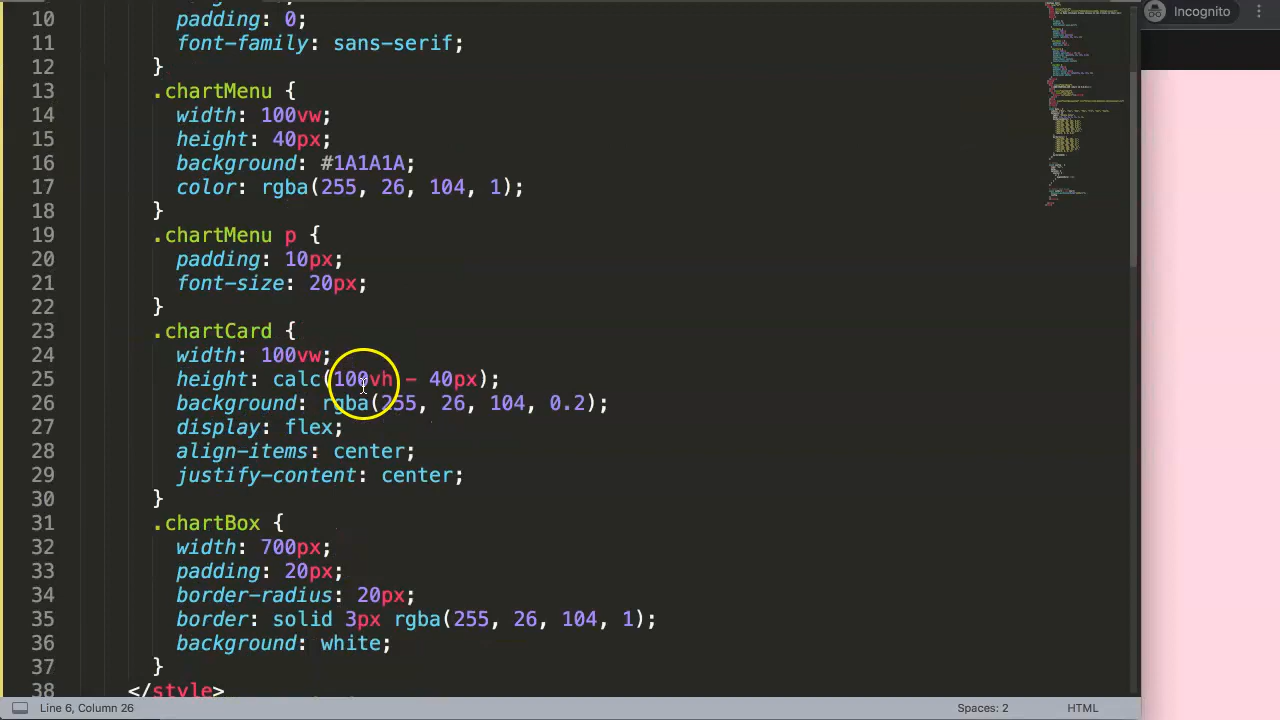 Incognito
10 padding: 0;
11 font-family: sans-serif;
12 }
13 .chartMenu {
14 width: 100vw;
15 height: 40px;
16 background: #1A1A1A;
17 color: rgba(255, 26, 104, 1);
18 }
19 .chartMenu p {
20 padding: 10px;
21 font-size: 20px;
22 }
23 .chartCard {
24 width: 100vw;
25 height: calc(100vh - 40px);
26 background: rgba(255, 26, 104, 0.2);
27 display: flex;
28 align-items: center;
29 justify-content: center;
30 }
31 .chartBox {
32 width: 700px;
33 padding: 20px;
34 border-radius: 20px;
35 border: solid 3px rgba(255, 26, 104, 1);
36 background: white;
37 }
38 </style>
Line 6, Column 26 Spaces: 2 HTML